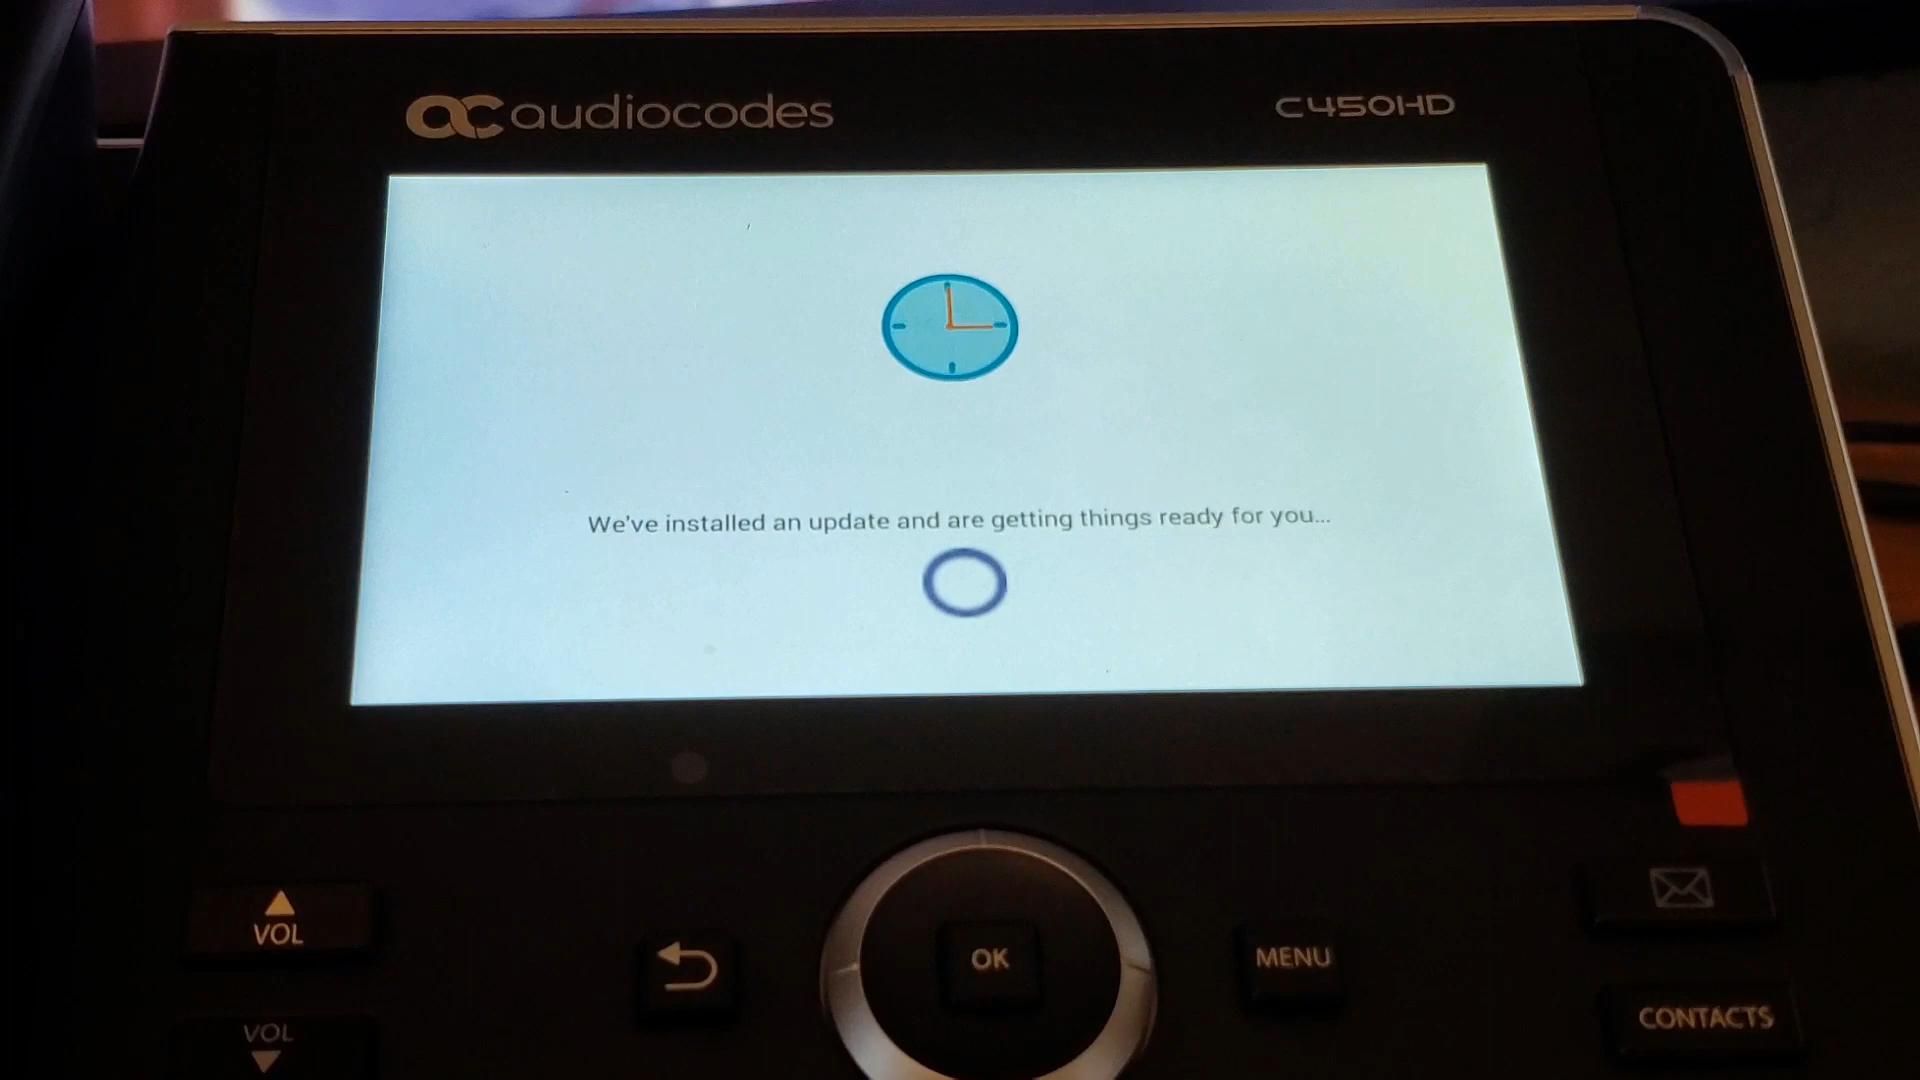 audiocodes
C450HD
We've installed an update and are getting things ready for you...
VOL
OK
MENU
VOL
CONTACTS